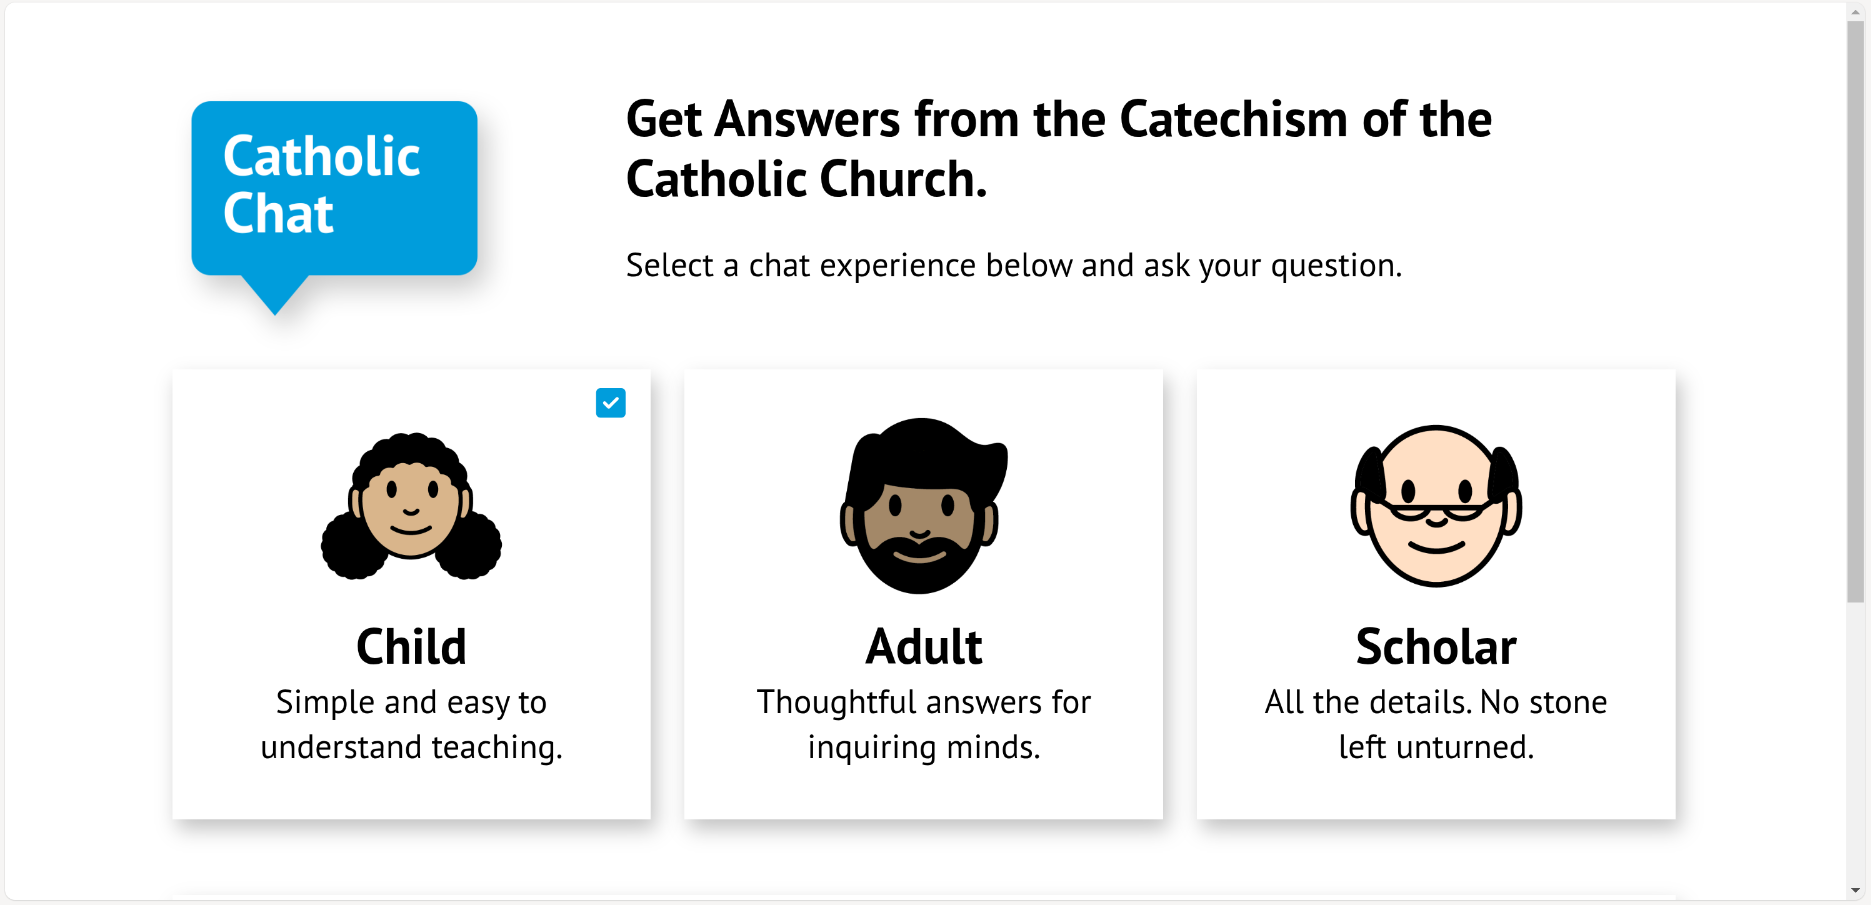 Catholic
Chat
Get Answers from the Catechism of the
Catholic Church.
Select a chat experience below and ask your question.
Child
Simple and easy to
understand teaching.
Adult
Thoughtful answers for
inquiring minds.
Scholar
All the details. No stone
left unturned.